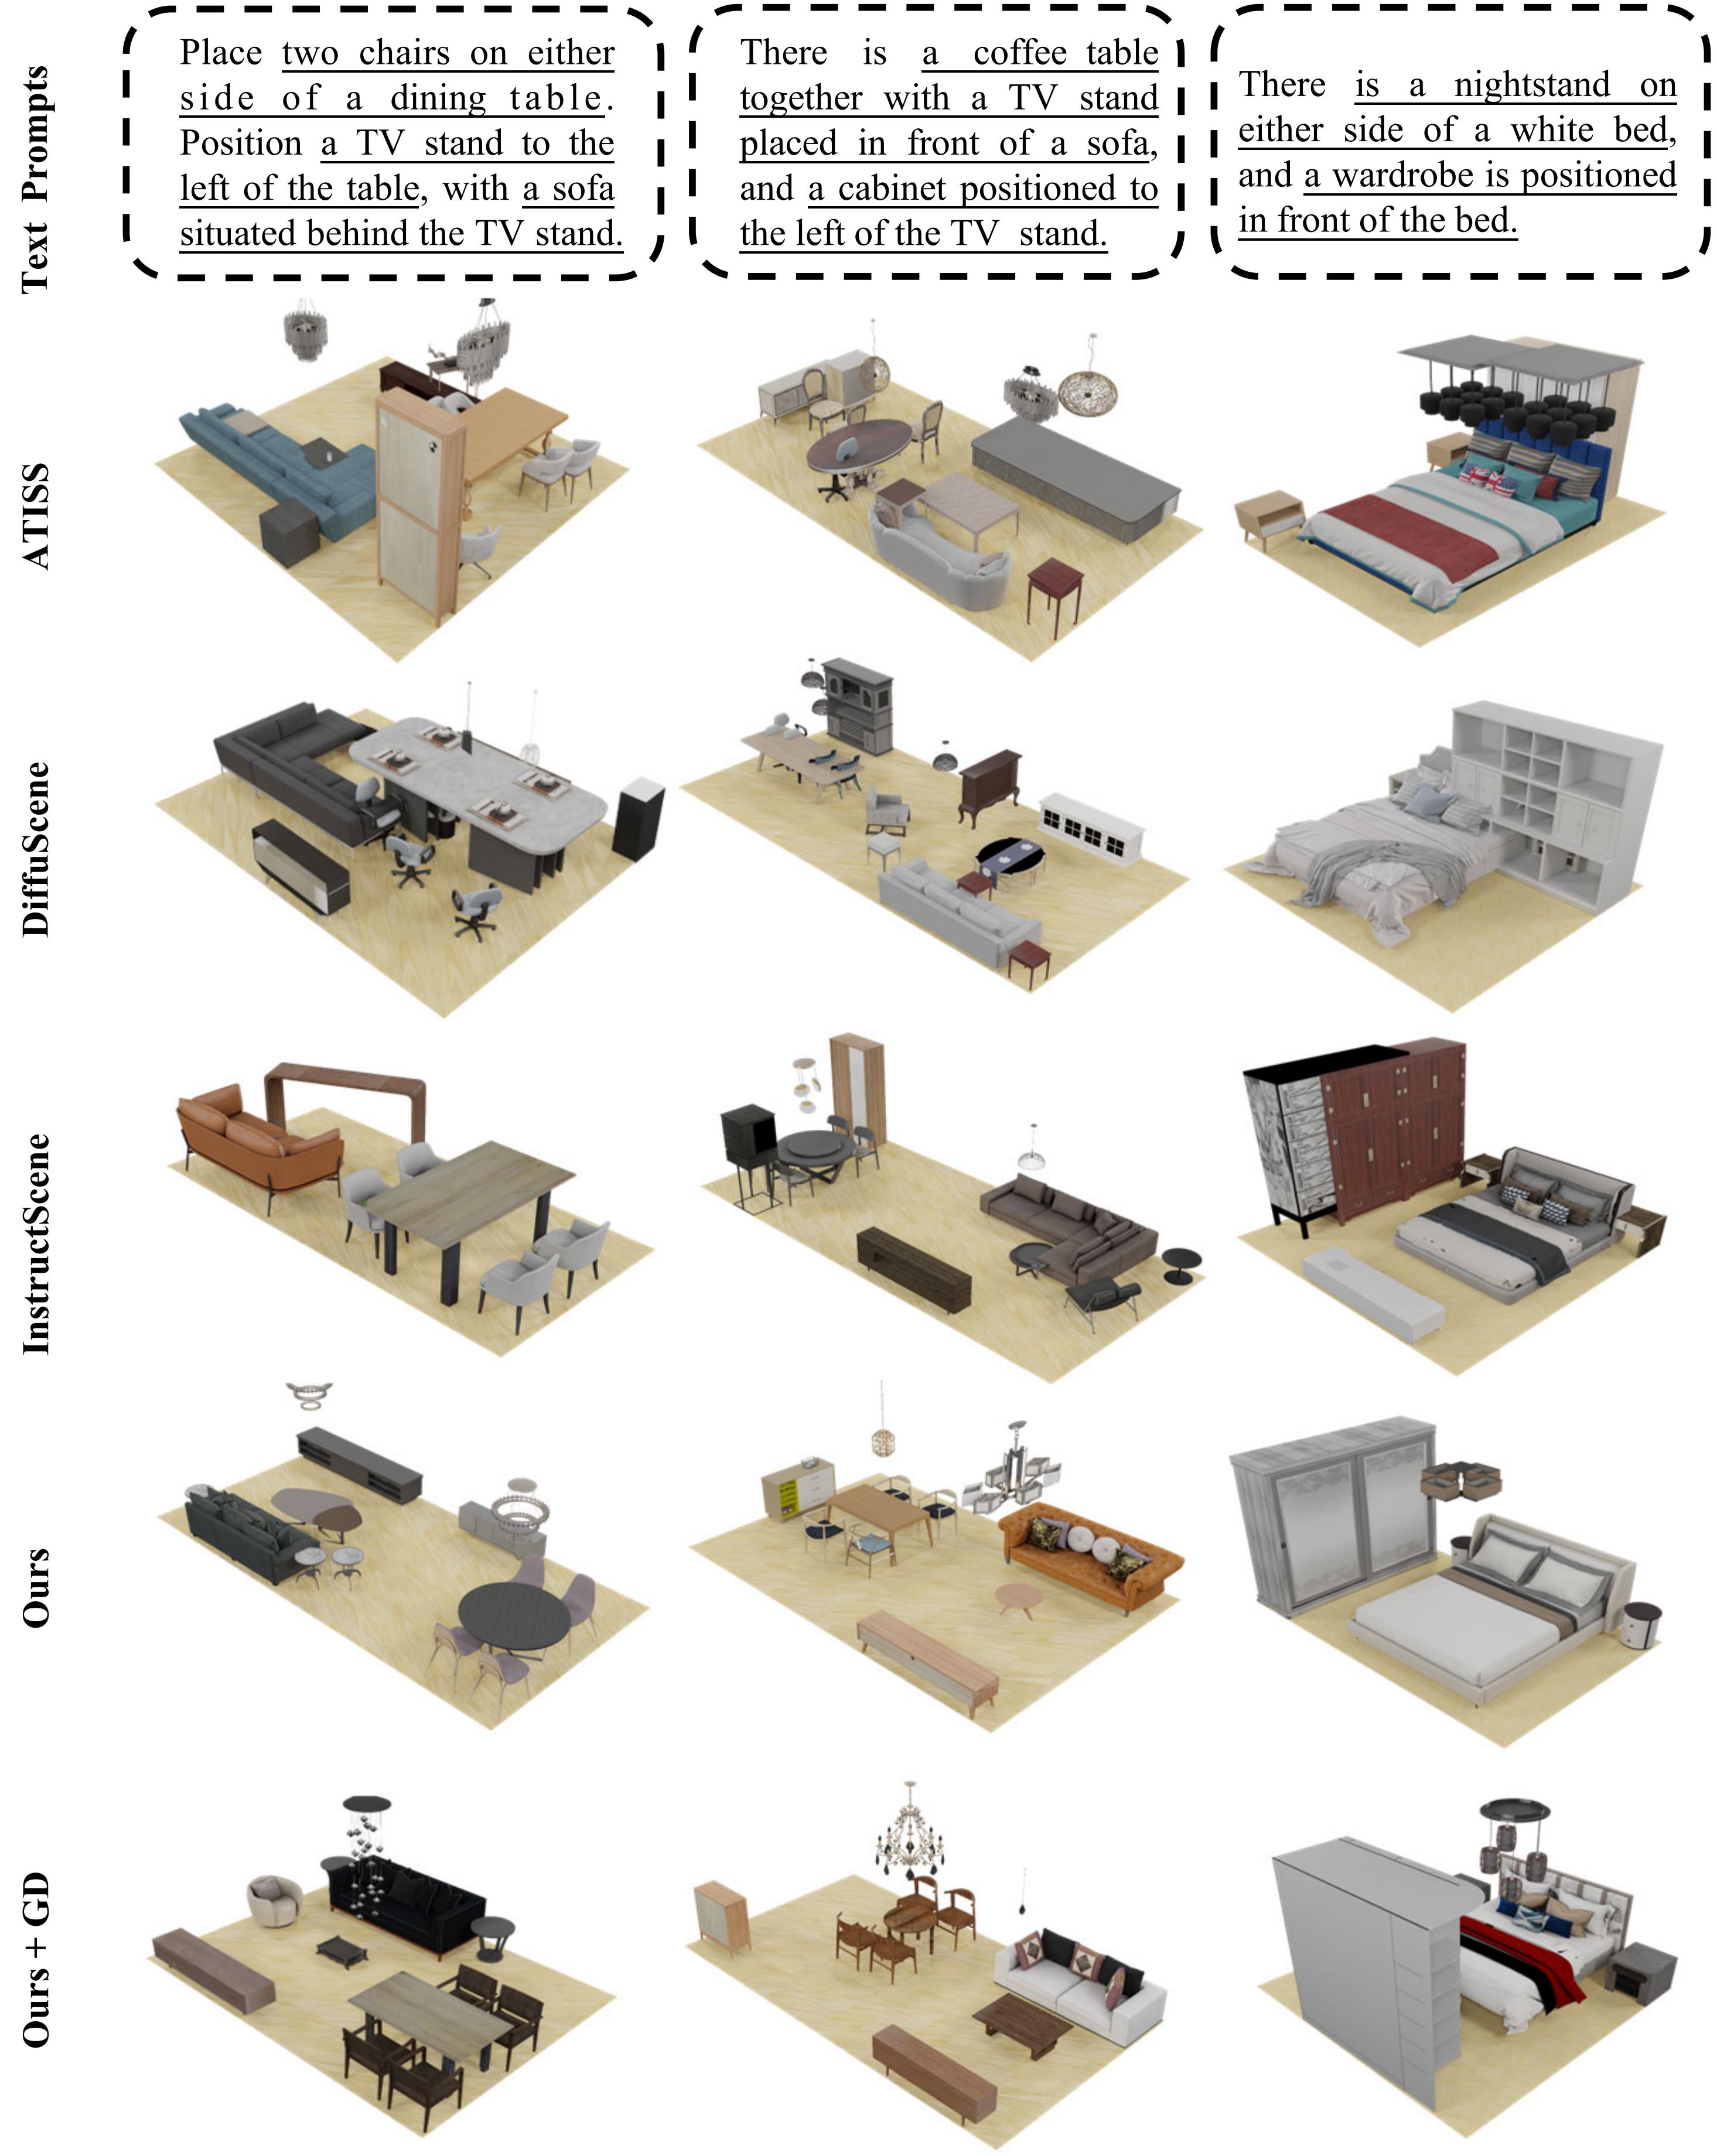 Text Prompts
Place two chairs on either
side of a dining table.
Position a TV stand to the
left of the table, with a sofa
situated behind the TV stand.
There is a coffee table
together with a TV stand
placed in front of a sofa,
and a cabinet positioned to
the left of the TV stand.
There is a nightstand on
either side of a white bed,
and a wardrobe is positioned
in front of the bed.
ATISS
DiffuScene
InstructScene
Ours
Ours + GD